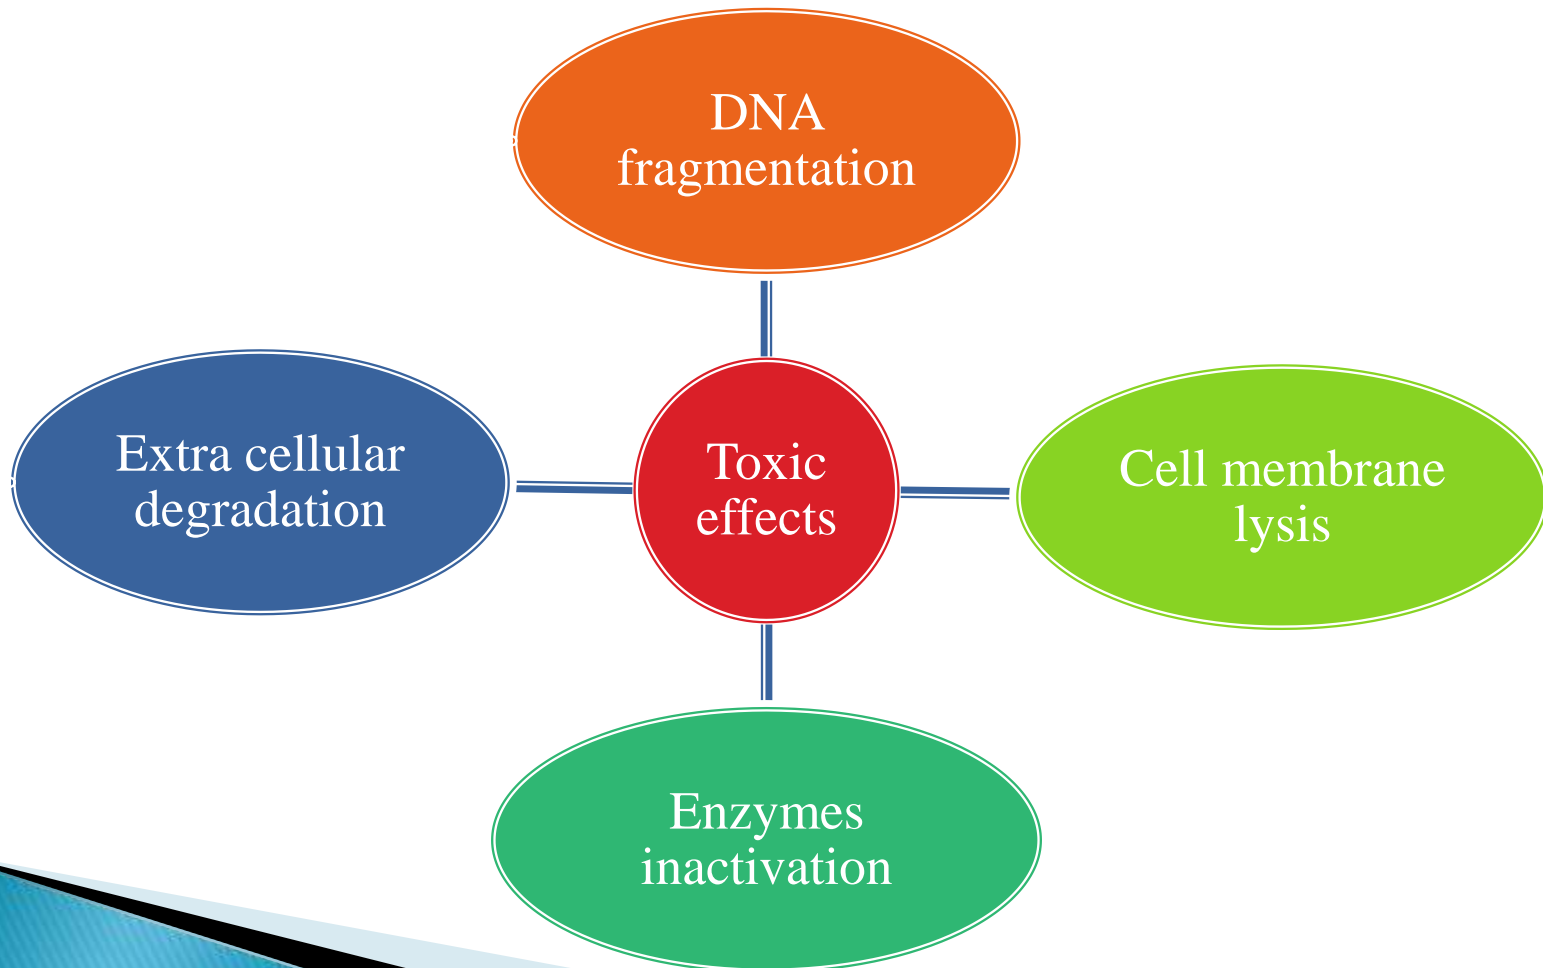 DNA
fragmentation
Extra cellular
degradation
Toxic
effects
Cell membrane
lysis
Enzymes
inactivation